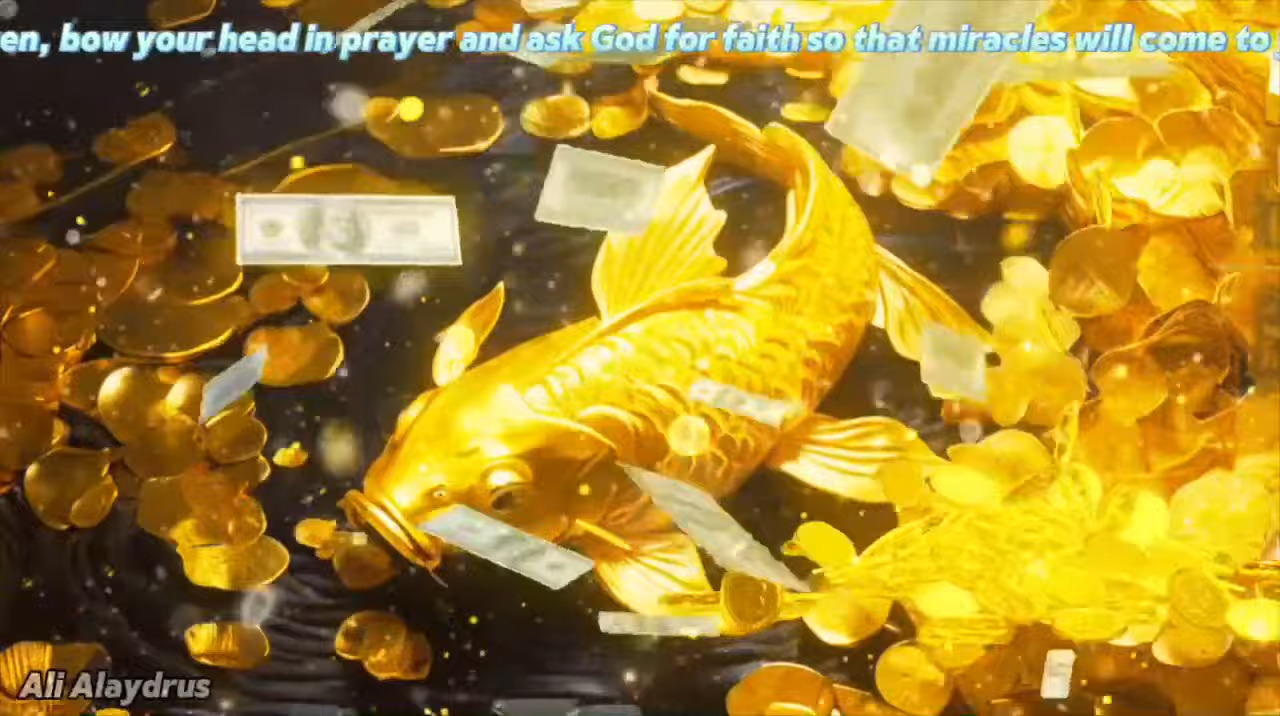 en, bow your head in prayer and ask God for faith so that miracles will come to
Ali Alaydrus